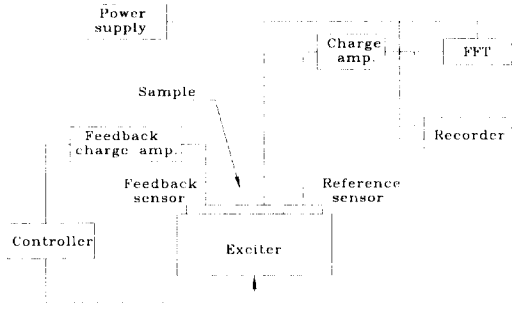 Power
supply
Charge
amp.
FFT
Sample
Recorder
Feedback
charge amp.
Feedback
sensor
Reference
sensor
Controller
Exciter